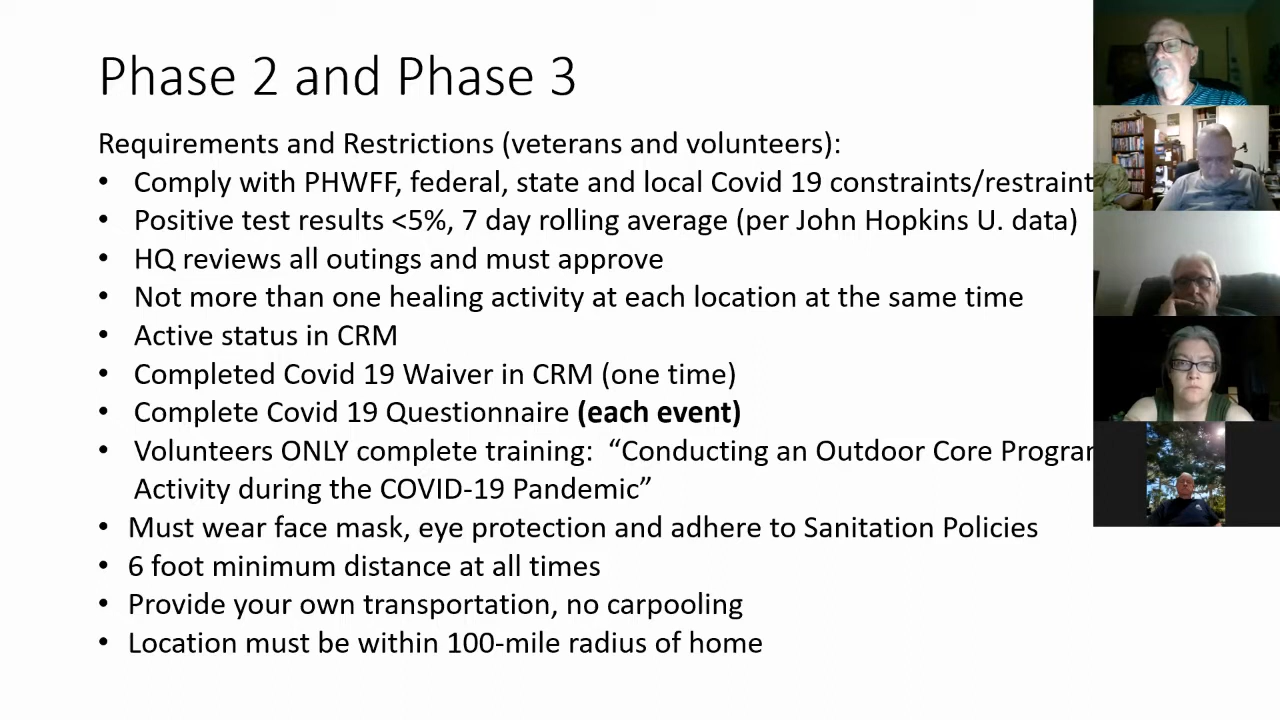 Phase 2 and Phase 3
Requirements and Restrictions (veterans and volunteers):
• Comply with PHWFF, federal, state and local Covid 19 constraints/restraint
• Positive test results <5%, 7 day rolling average (per John Hopkins U. data)
• HQ reviews all outings and must approve
• Not more than one healing activity at each location at the same time
• Active status in CRM
• Completed Covid 19 Waiver in CRM (one time)
• Complete Covid 19 Questionnaire (each event)
• Volunteers ONLY complete training: “Conducting an Outdoor Core Progra
Activity during the COVID-19 Pandemic”
• Must wear face mask, eye protection and adhere to Sanitation Policies
• 6 foot minimum distance at all times
• Provide your own transportation, no carpooling
• Location must be within 100-mile radius of home